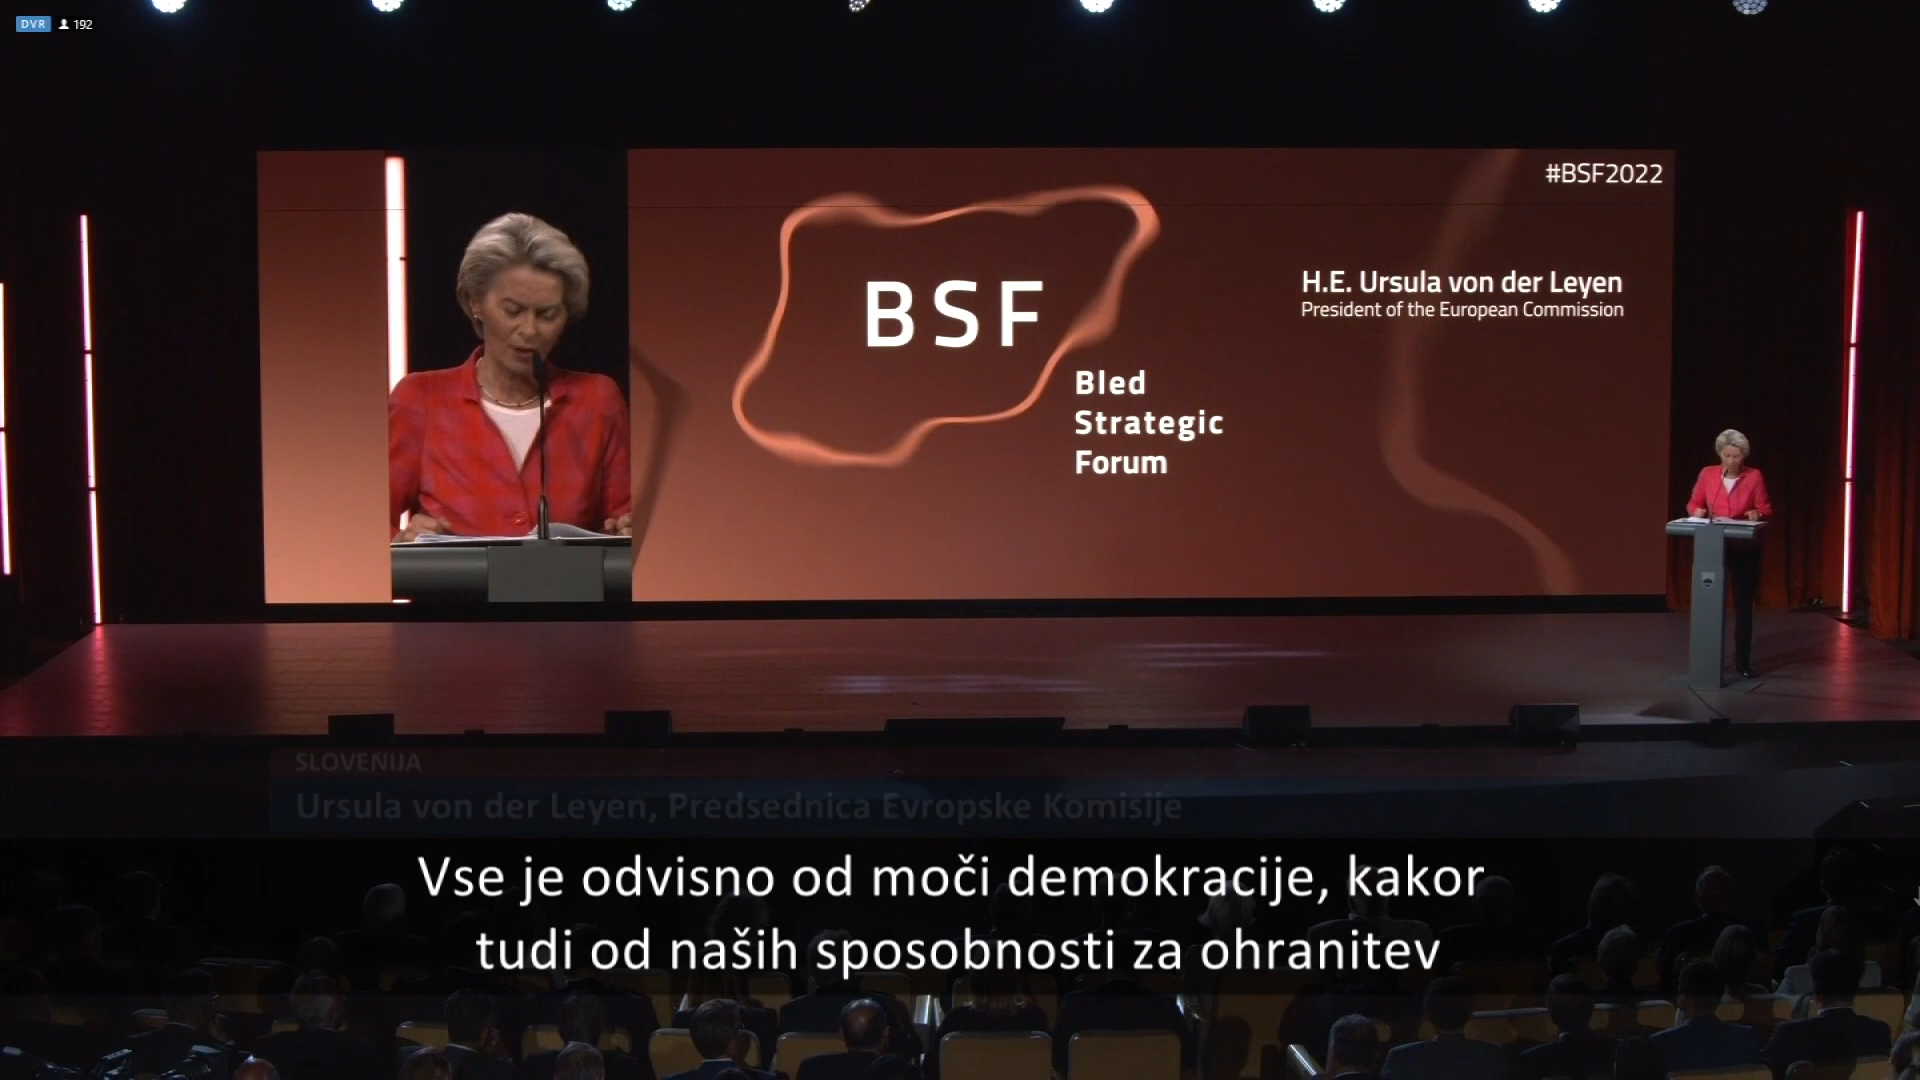 DVR 192
#BSF2022
BSF
H.E. Ursula von der Leyen
President of the European Commission
Bled
Strategic
Forum
SLOVENIJA
Ursula von der Leyen, Predsednica Evropske Komisije
Vse je odvisno od moči demokracije, kakor
tudi od naših sposobnosti za ohranitev